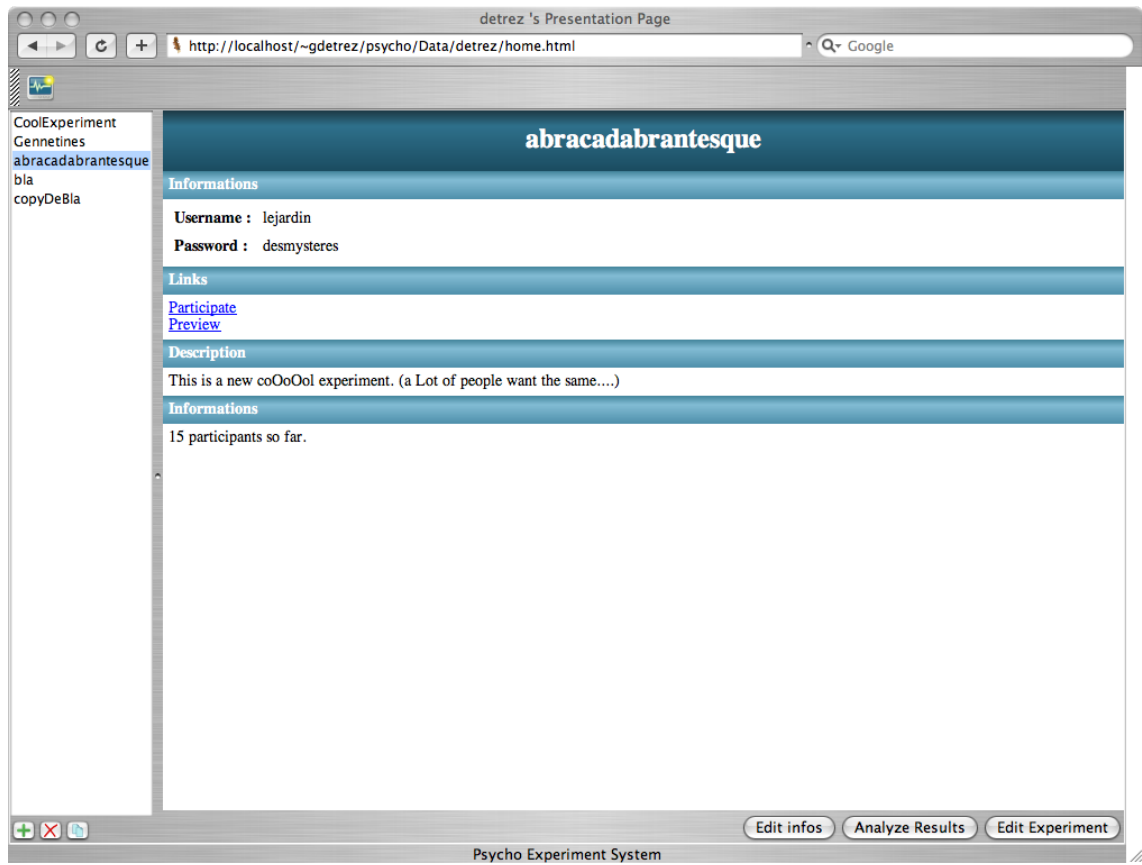 detrez 's Presentation Page
http://localhost/~gdetrez/psycho/Data/detrez/home.html
Google
CoolExperiment
Gennetines
abracadabrantesque
bla
copyDeBla
abracadabrantesque
Informations
Username : lejardin
Password : desmysteres
Links
Participate
Preview
Description
This is a new coOoOol experiment. (a Lot of people want the same....)
Informations
15 participants so far.
Edit infos Analyze Results Edit Experiment
Psycho Experiment System